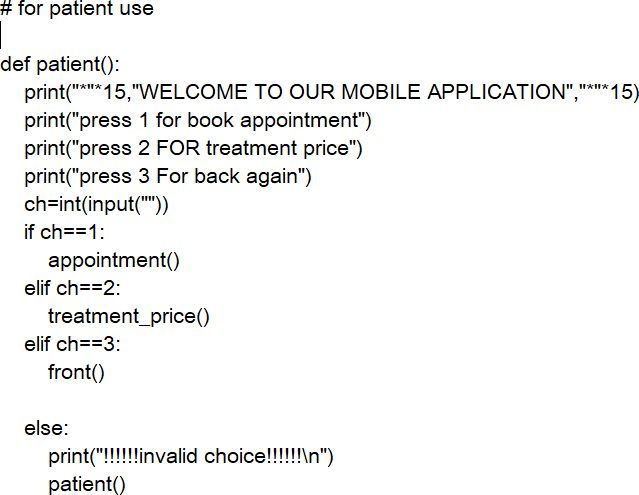 # for patient use
def patient():
print("*"*15,"WELCOME TO OUR MOBILE APPLICATION","*"*15)
print("press 1 for book appointment")
print("press 2 FOR treatment price")
print("press 3 For back again")
ch=int(input(""))
if ch==1:
appointment()
elif ch==2:
treatment_price()
elif ch==3:
front()
else:
print("!!!!!!invalid choice!!!!!!\n")
patient()